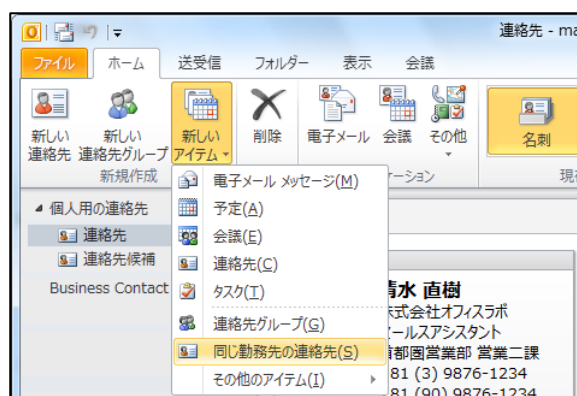 連絡先 - ma
ファイル ホーム 送受信 フォルダー 表示 会議
新しい 連絡先
新しい 連絡先グループ
新しい アイテム
削除
電子メール
会議
その他
名刺
新規作成
ーション
現
個人用の連絡先
連絡先
連絡先候補
Business Contact
電子メール メッセージ(M)
予定(A)
会議(E)
連絡先(C)
タスク(T)
連絡先グループ(G)
同じ勤務先の連絡先(S)
その他のアイテム(I)
水 直樹
式会社オフィスラボ
ールスアシスタント
都圏営業部 営業二課
81 (3) 9876-1234
81 (90) 9876-1234